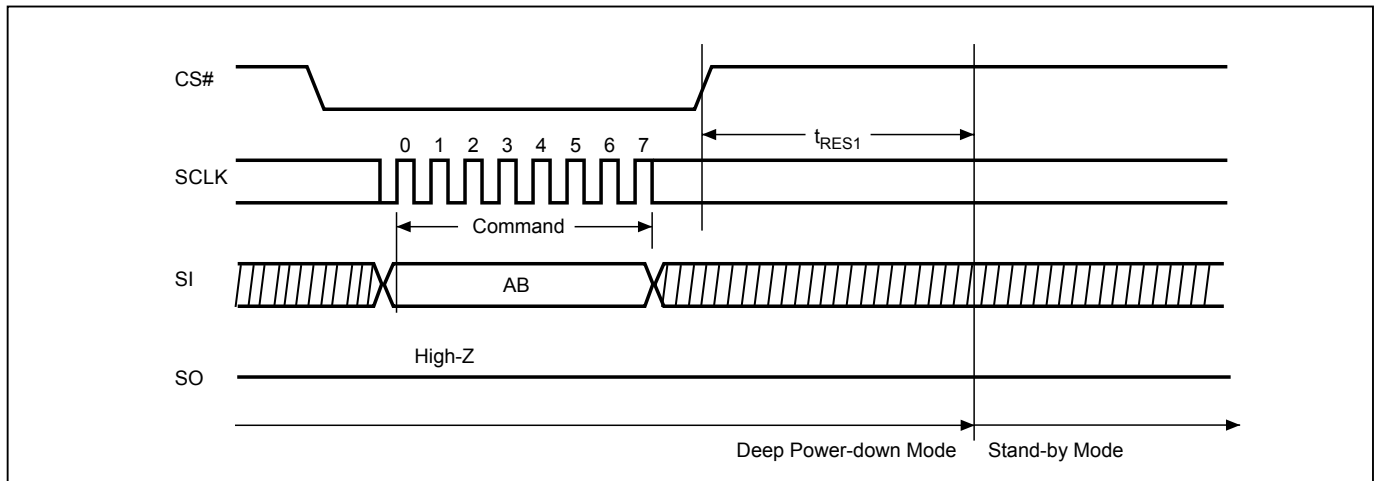 CS#
tRES1
0 1 2 3 4 5 6 7
SCLK
Command
SI
AB
High-Z
SO
Deep Power-down Mode Stand-by Mode